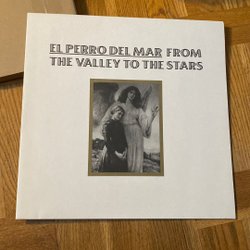 EL PERRO DEL MAR FROM
THE VALLEY TO THE STARS